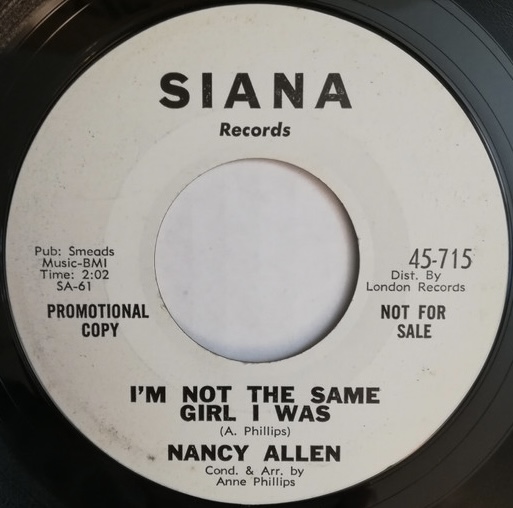 SIANA
Records
Pub: Smeads
Music-BMI
Time: 2:02
SA-61
PROMOTIONAL
COPY
45-715
Dist. By
London Records
NOT FOR
SALE
I'M NOT THE SAME
GIRL I WAS
(A. Phillips)
NANCY ALLEN
Cond. & Arr. by
Anne Phillips